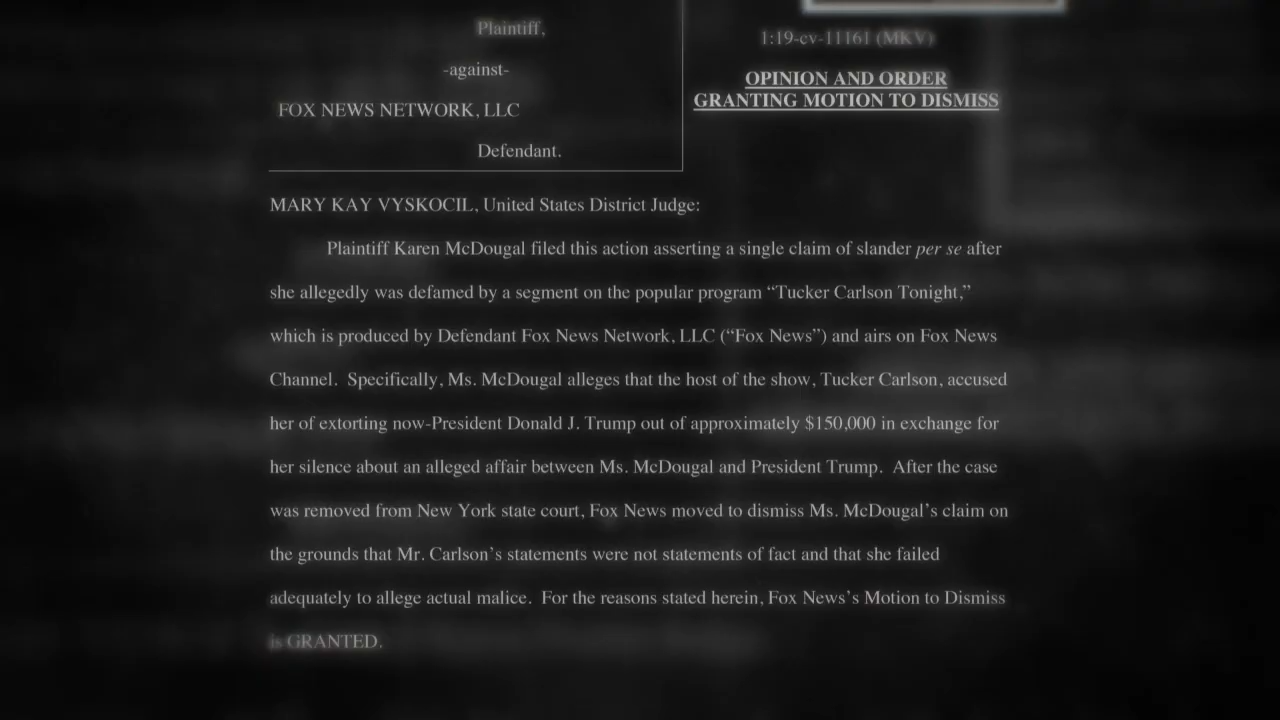 Plaintiff,
1:19-cv-11161 (MKV)
-against-
OPINION AND ORDER
GRANTING MOTION TO DISMISS
FOX NEWS NETWORK, LLC
Defendant.
MARY KAY VYSKOCIL, United States District Judge:
Plaintiff Karen McDougal filed this action asserting a single claim of slander per se after
she allegedly was defamed by a segment on the popular program “Tucker Carlson Tonight,”
which is produced by Defendant Fox News Network, LLC (“Fox News”) and airs on Fox News
Channel.  Specifically, Ms. McDougal alleges that the host of the show, Tucker Carlson, accused
her of extorting now-President Donald J. Trump out of approximately $150,000 in exchange for
her silence about an alleged affair between Ms. McDougal and President Trump.  After the case
was removed from New York state court, Fox News moved to dismiss Ms. McDougal’s claim on
the grounds that Mr. Carlson’s statements were not statements of fact and that she failed
adequately to allege actual malice.  For the reasons stated herein, Fox News’s Motion to Dismiss
is GRANTED.